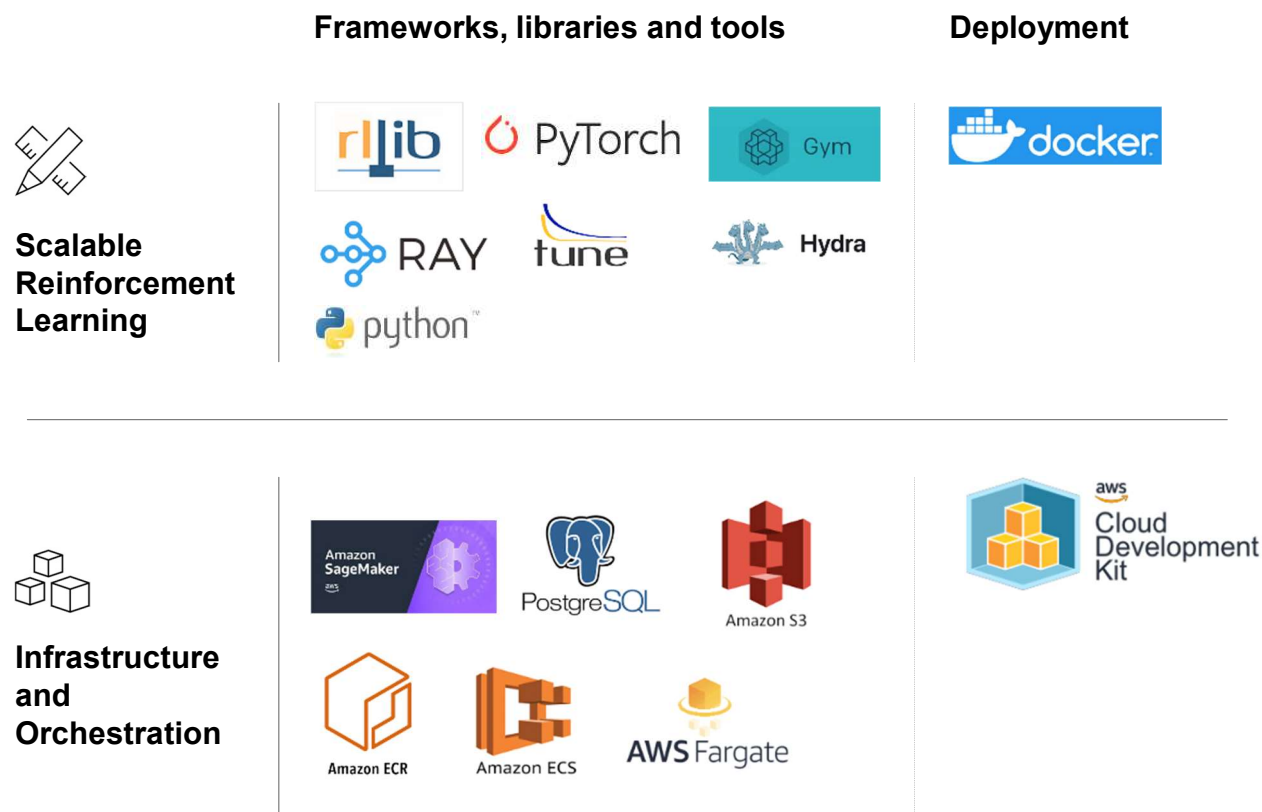 Frameworks, libraries and tools
Deployment
Scalable
Reinforcement
Learning
rllib
PyTorch
Gym
RAY
tune
Hydra
python™
docker
Infrastructure
and
Orchestration
Amazon
SageMaker
aws
PostgreSQL
Amazon S3
Amazon ECR
Amazon ECS
AWS Fargate
aws
Cloud
Development
Kit